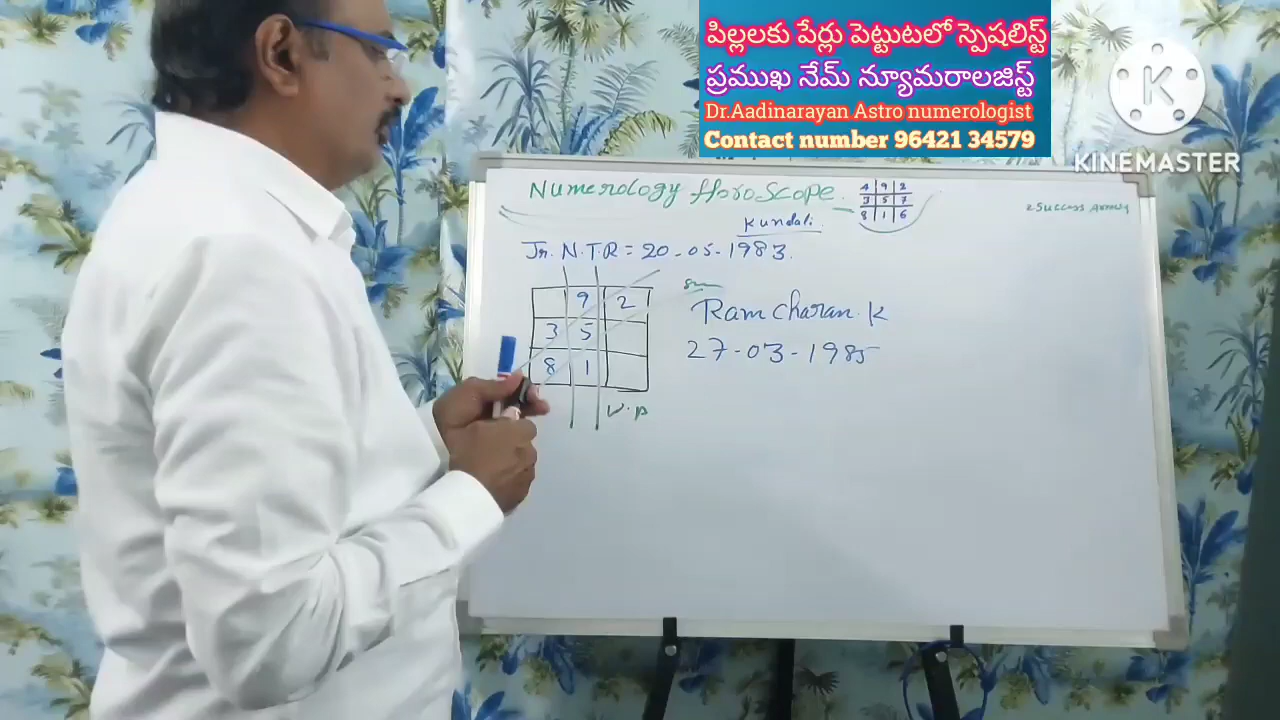 పిల్లలకు పేర్లు పెట్టుటలో స్పెషలిస్ట్
ప్రముఖ నేమ్ న్యూమరాలజిస్ట్
Dr.Aadinarayan Astro numerologist
Contact number 96421 34579
K
KINEMASTER
Numerology HoroScope.
4 9 2
3 5 7
8 1 6
Kundali
Jr. N.T.R = 20-05-1983.
9 2
3 5
8 1
Ramcharan. K
27-03-1985